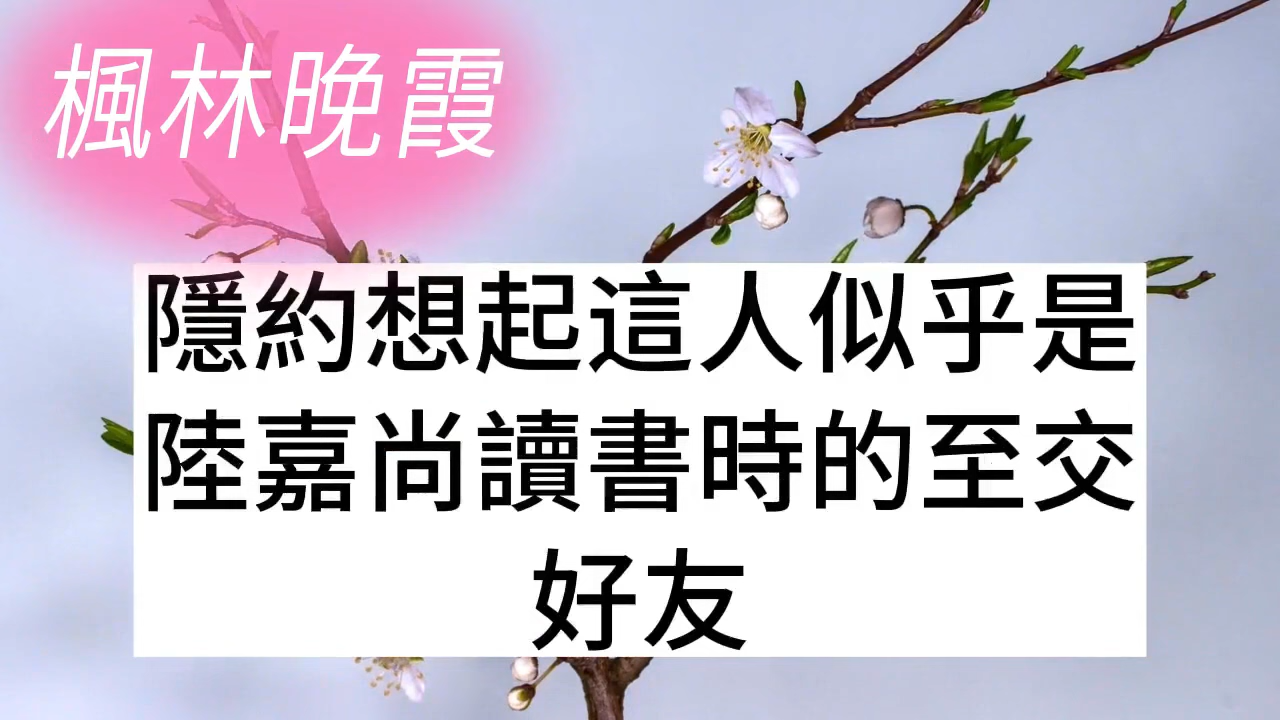 楓林晚霞
隱約想起這人似乎是
陸嘉尚讀書時的至交
好友